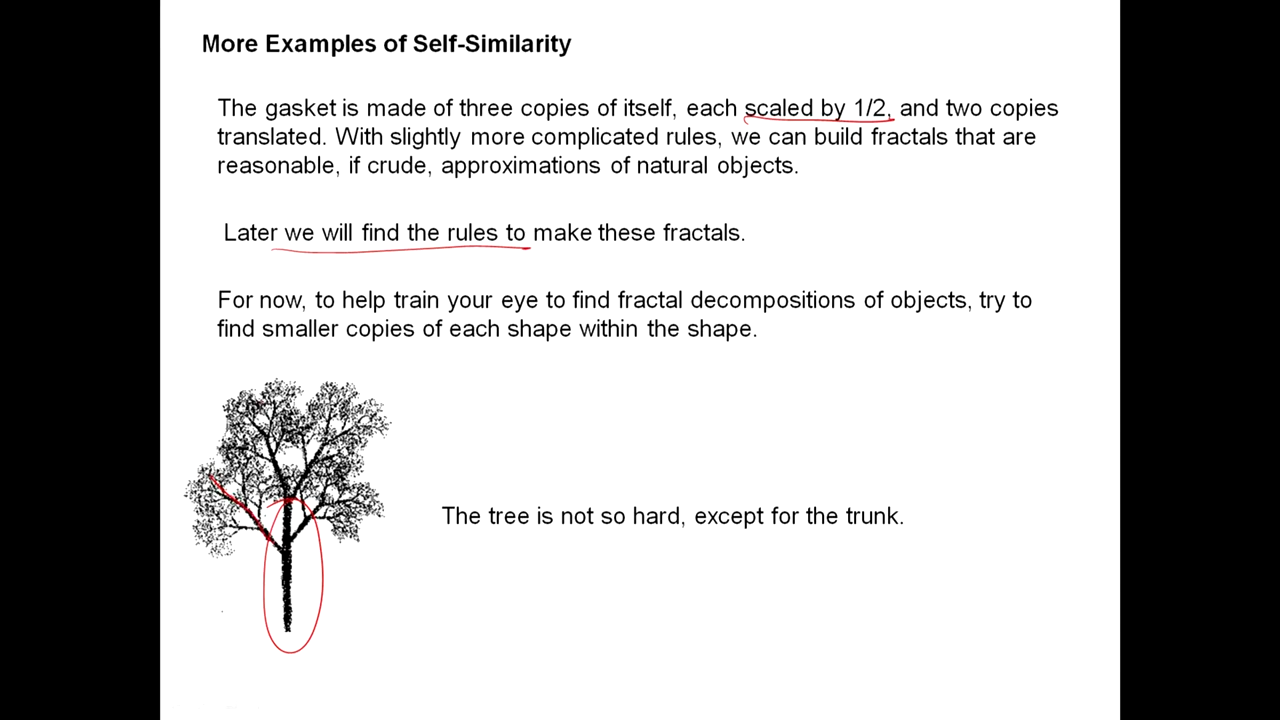 More Examples of Self-Similarity
The gasket is made of three copies of itself, each scaled by 1/2, and two copies
translated. With slightly more complicated rules, we can build fractals that are
reasonable, if crude, approximations of natural objects.
Later we will find the rules to make these fractals.
For now, to help train your eye to find fractal decompositions of objects, try to
find smaller copies of each shape within the shape.
The tree is not so hard, except for the trunk.